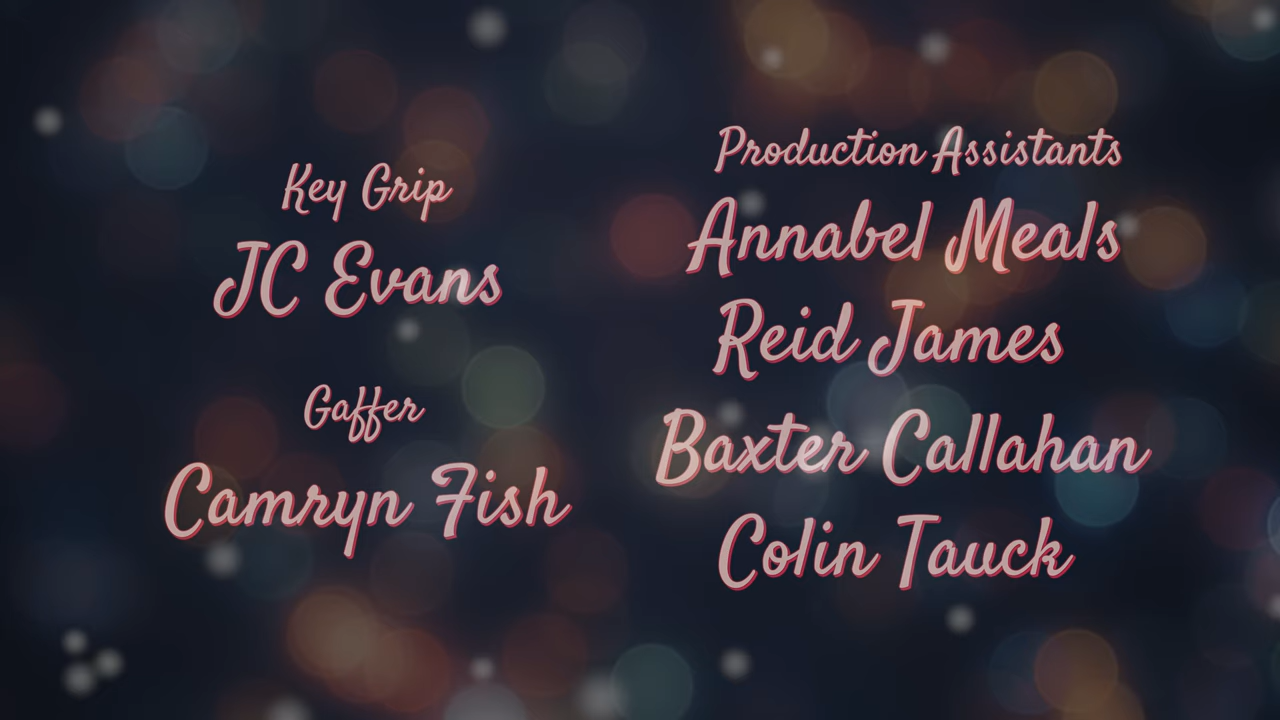 Key Grip
JC Evans
Gaffer
Camryn Fish
Production Assistants
Annabel Meals
Reid James
Baxter Callahan
Colin Tauck